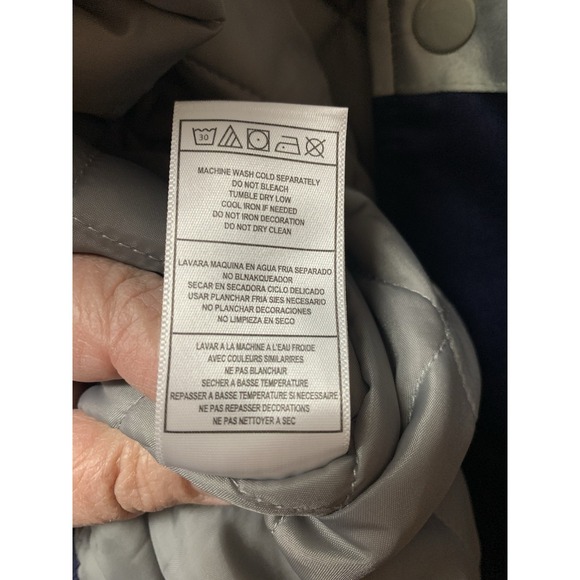 30
MACHINE WASH COLD SEPARATELY
DO NOT BLEACH
TUMBLE DRY LOW
COOL IRON IF NEEDED
DO NOT IRON DECORATION
DO NOT DRY CLEAN
LAVARA MAQUINA EN AGUA FRIA SEPARADO
NO BLNAKQUEADOR
SECAR EN SECADORA CICLO DELICADO
USAR PLANCHAR FRIA SIES NECESARIO
NO PLANCHAR DECORACIONES
NO LIMPIEZA EN SECO
LAVAR A LA MACHINE A L'EAU FROIDE
AVEC COULEURS SIMILARIRES
NE PAS BLANCHAIR
SECHER A BASSE TEMPERATURE
REPASSER A BASSE TEMPERATURE SI NECESSAIRE
NE PAS REPASSER DECORATIONS
NE PAS NETTOYER A SEC